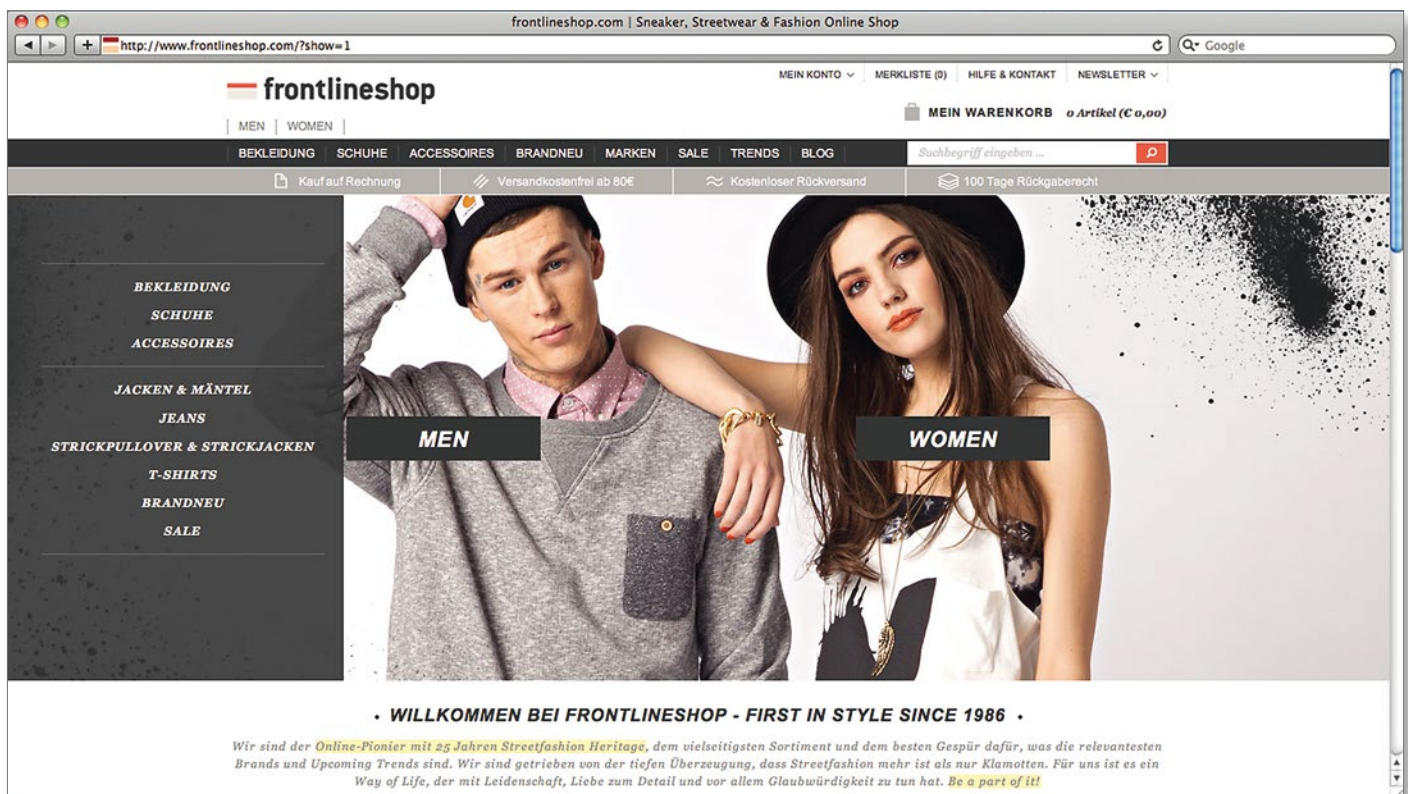 frontlineshop.com | Sneaker, Streetwear & Fashion Online Shop
http://www.frontlineshop.com/?show=1
Google
MEIN KONTO MERKLISTE (0) HILFE & KONTAKT NEWSLETTER
frontlineshop
MEIN WARENKORB 0 Artikel (€ 0,00)
MEN WOMEN
BEKLEIDUNG SCHUHE ACCESSOIRES BRANDNEU MARKEN SALE TRENDS BLOG Suchbegriff eingeben ...
Kauf auf Rechnung Versandkostenfrei ab 80€ Kostenloser Rückversand 100 Tage Rückgaberecht
BEKLEIDUNG
SCHUHE
ACCESSOIRES
JACKEN & MÄNTEL
JEANS
STRICKPULLOVER & STRICKJACKEN
T-SHIRTS
BRANDNEU
SALE
MEN
WOMEN
WILLKOMMEN BEI FRONTLINESHOP - FIRST IN STYLE SINCE 1986
Wir sind der Online-Pionier mit 25 Jahren Streetfashion Heritage, dem vielseitigsten Sortiment und dem besten Gespür dafür, was die relevantesten
Brands und Upcoming Trends sind. Wir sind getrieben von der tiefen Überzeugung, dass Streetfashion mehr ist als nur Klamotten. Für uns ist es ein
Way of Life, der mit Leidenschaft, Liebe zum Detail und vor allem Glaubwürdigkeit zu tun hat. Be a part of it!